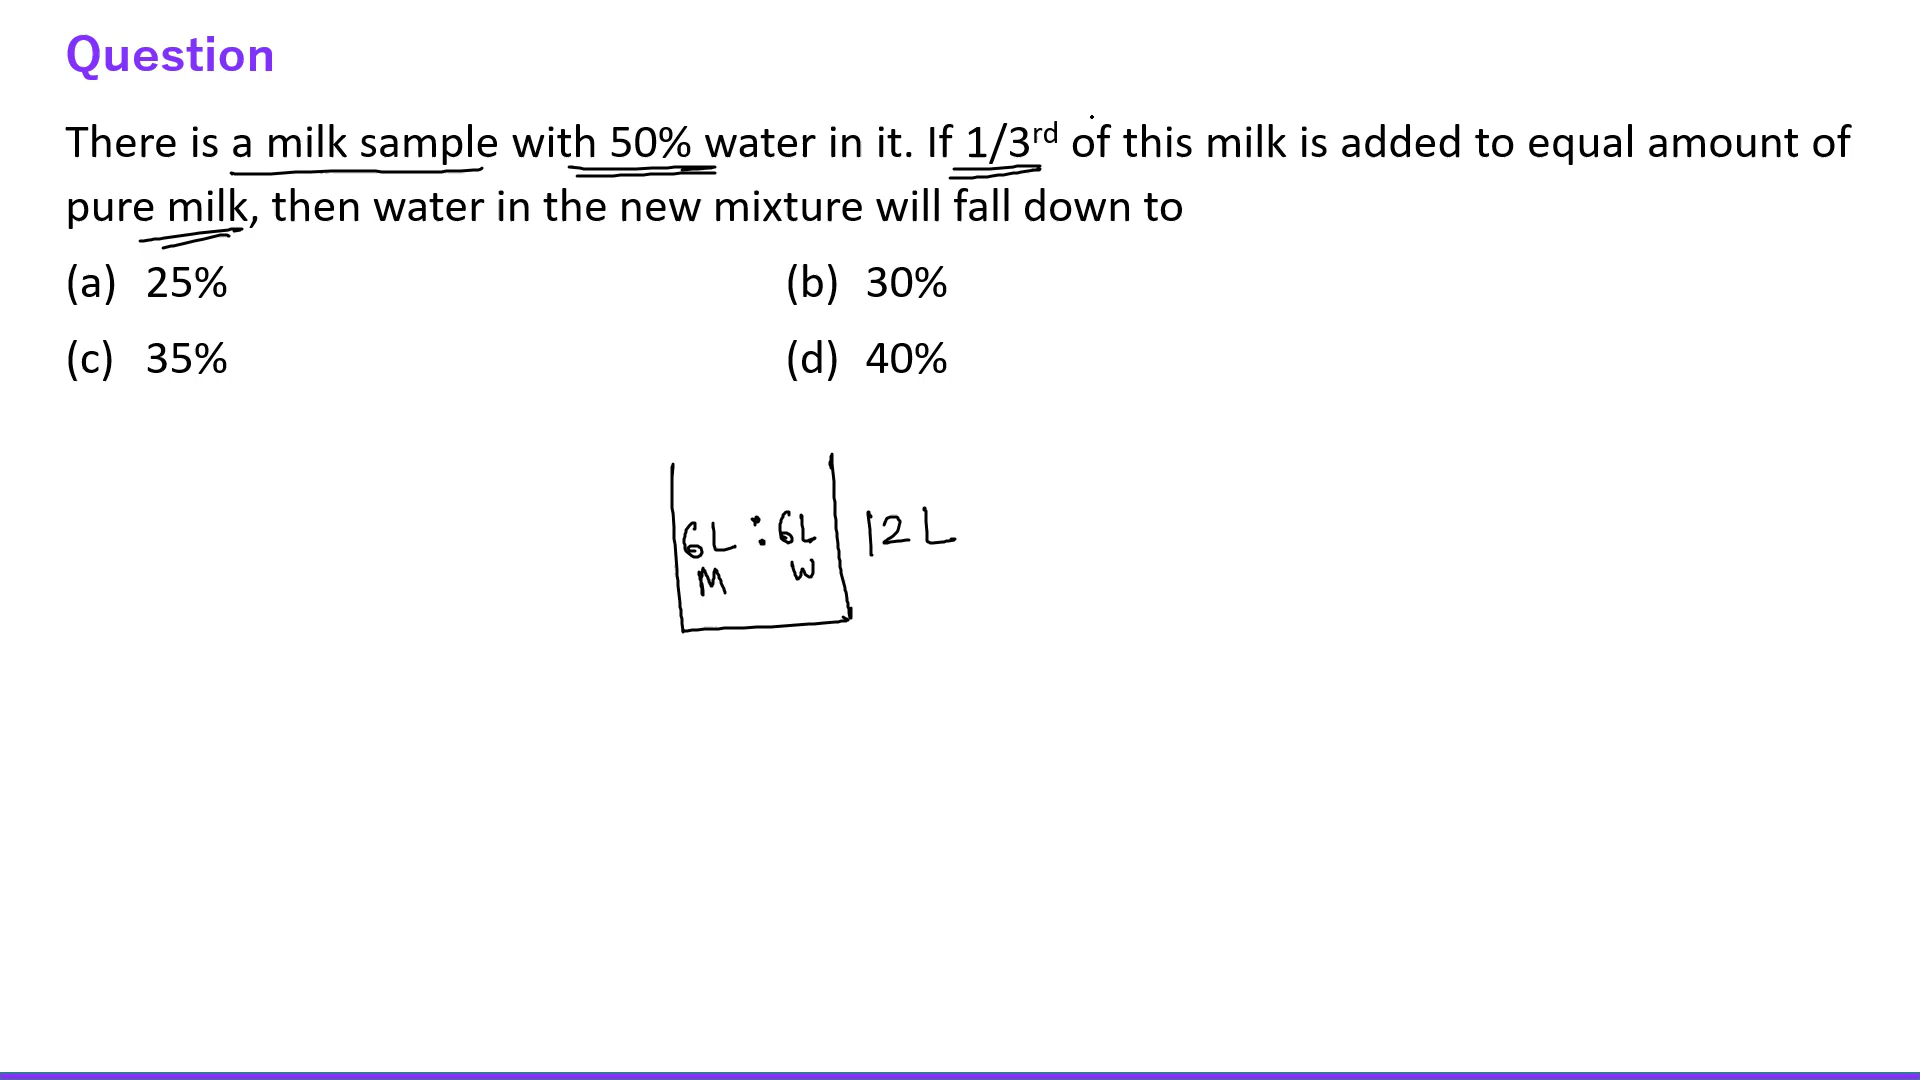 Question
There is a milk sample with 50% water in it. If 1/3rd of this milk is added to equal amount of
pure milk, then water in the new mixture will fall down to
(a) 25% (b) 30%
(c) 35% (d) 40%
6L : 6L 12L
M W